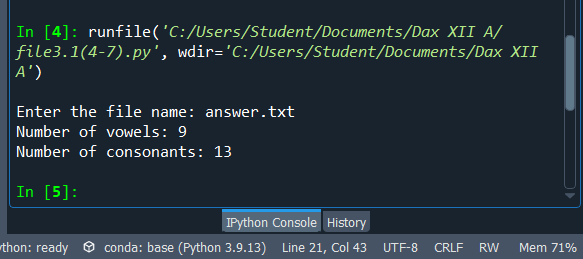 In [4]: runfile('C:/Users/Student/Documents/Dax XII A/
file3.1(4-7).py', wdir='C:/Users/Student/Documents/Dax XII
A')
Enter the file name: answer.txt
Number of vowels: 9
Number of consonants: 13
In [5]:
IPython Console History
ython: ready conda: base (Python 3.9.13) Line 21, Col 43 UTF-8 CRLF RW Mem 71%